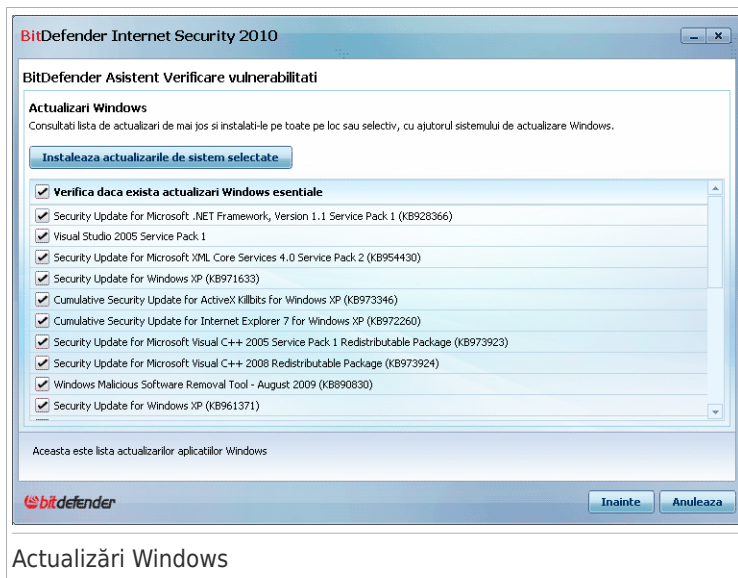 BitDefender Internet Security 2010
BitDefender Asistent Verificare vulnerabilitati
Actualizari Windows
Consultati lista de actualizari de mai jos si instalati-le pe toate pe loc sau selectiv, cu ajutorul sistemului de actualizare Windows.
Instaleaza actualizarile de sistem selectate
Verifica daca exista actualizari Windows esentiale
Security Update for Microsoft .NET Framework, Version 1.1 Service Pack 1 (KB928366)
Visual Studio 2005 Service Pack 1
Security Update for Microsoft XML Core Services 4.0 Service Pack 2 (KB954430)
Security Update for Windows XP (KB971633)
Cumulative Security Update for ActiveX Killbits for Windows XP (KB973346)
Cumulative Security Update for Internet Explorer 7 for Windows XP (KB972260)
Security Update for Microsoft Visual C++ 2005 Service Pack 1 Redistributable Package (KB973923)
Security Update for Microsoft Visual C++ 2008 Redistributable Package (KB973924)
Windows Malicious Software Removal Tool - August 2009 (KB890830)
Security Update for Windows XP (KB961371)
Aceasta este lista actualizarilor aplicatiilor Windows
bitdefender
Inainte Anuleaza
Actualizări Windows